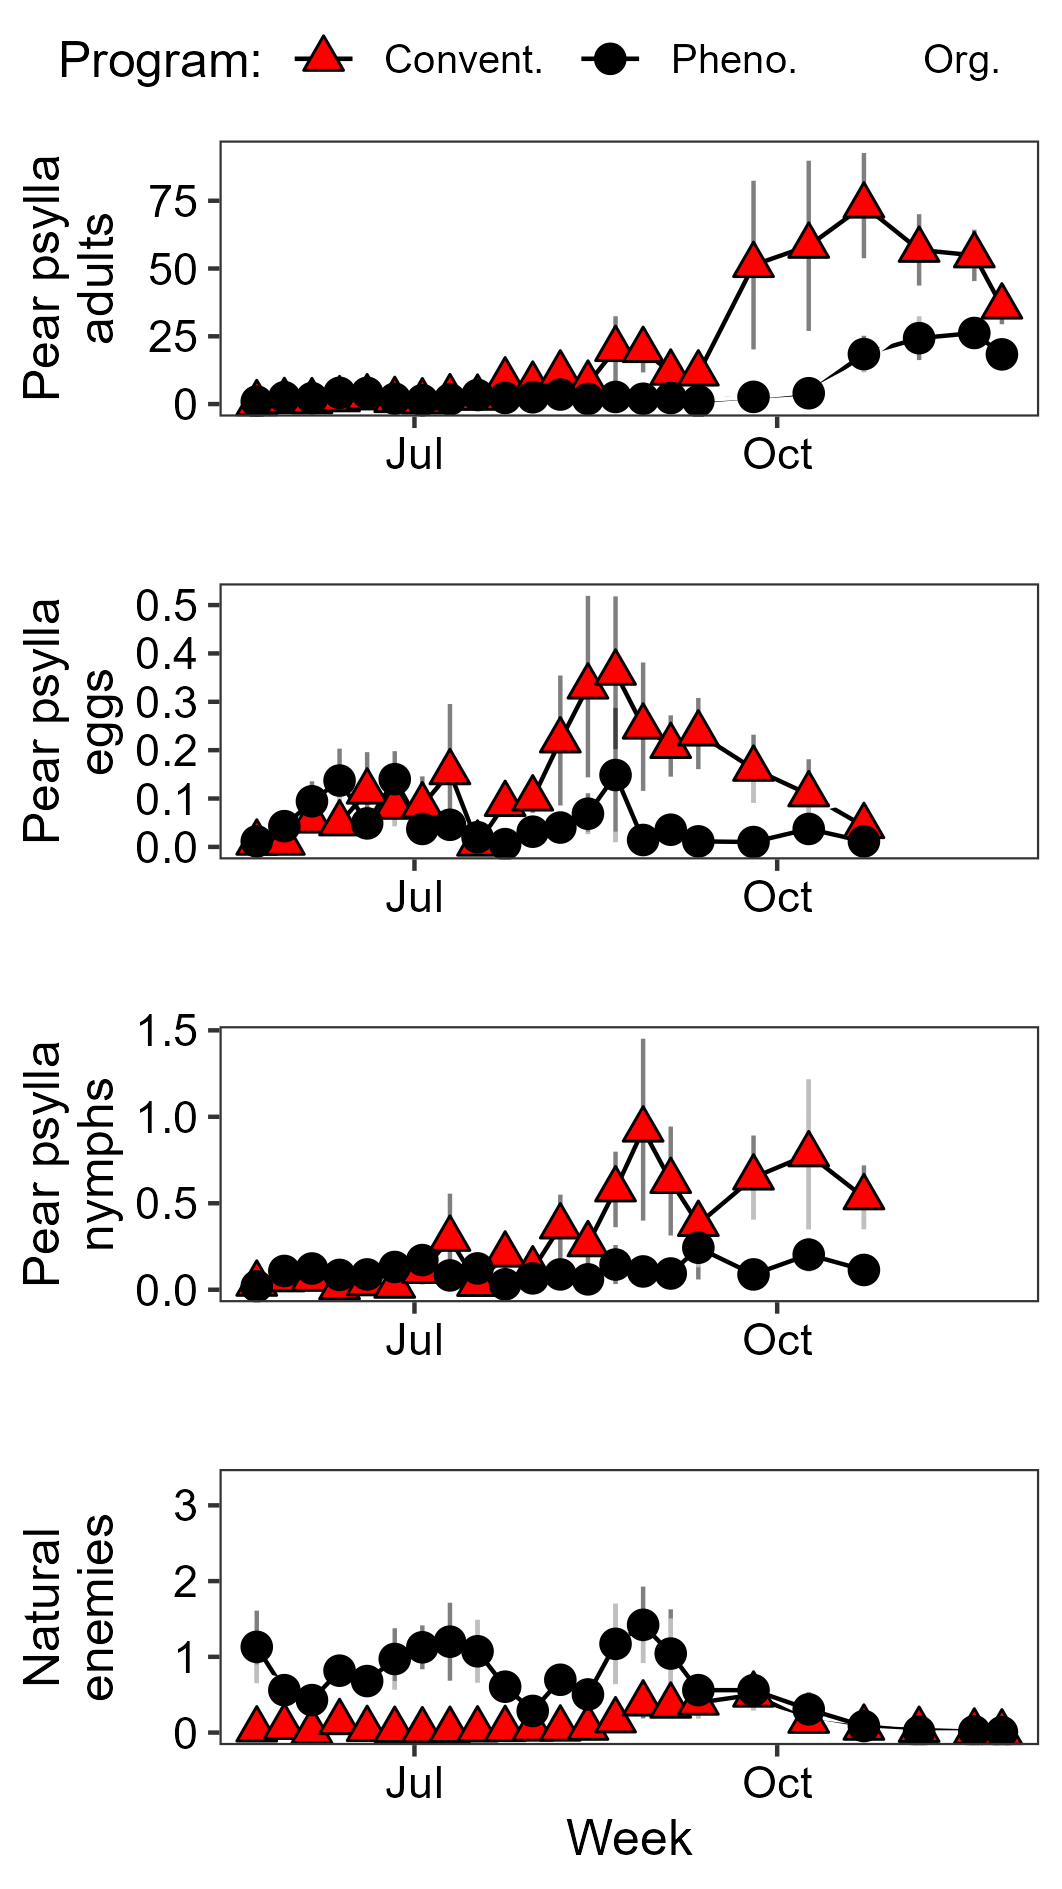 Program: Convent. Pheno. Org.
Pear psylla
adults
75
50
25
0
Jul Oct
Pear psylla
eggs
0.5
0.4
0.3
0.2
0.1
0.0
Jul Oct
Pear psylla
nymphs
1.5
1.0
0.5
0.0
Jul Oct
Natural
enemies
3
2
1
0
Jul Oct
Week